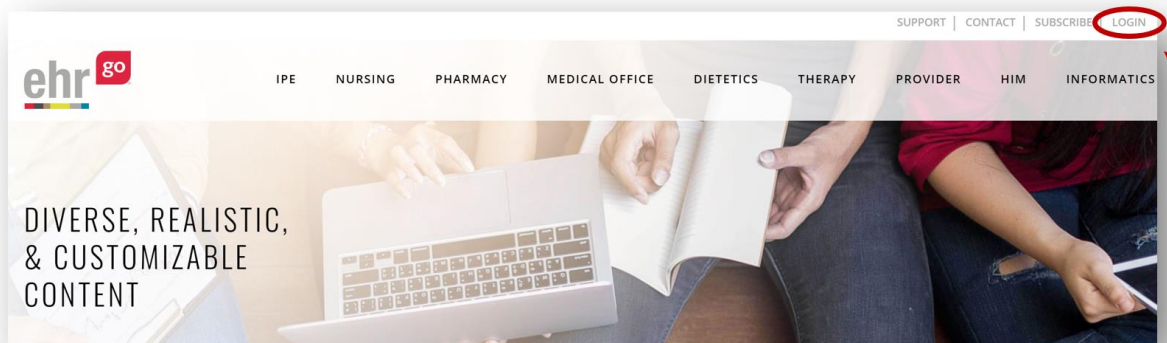 SUPPORT | CONTACT | SUBSCRIBE | LOGIN
ehr go
IPE NURSING PHARMACY MEDICAL OFFICE DIETETICS THERAPY PROVIDER HIM INFORMATICS
DIVERSE, REALISTIC,
& CUSTOMIZABLE
CONTENT